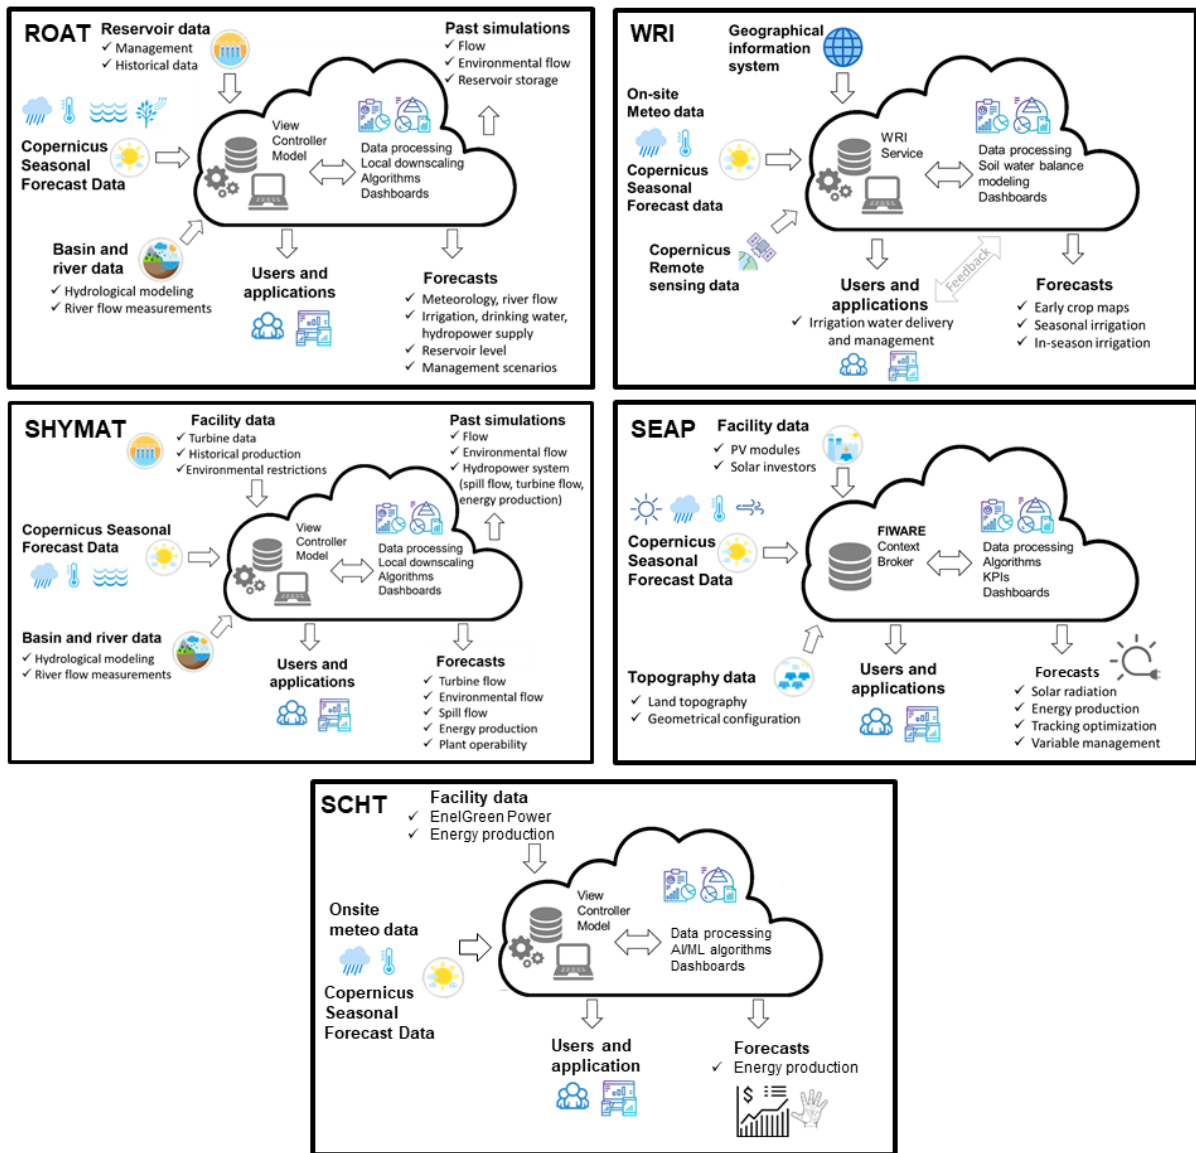 ROAT
Reservoir data
✓ Management
✓ Historical data
Past simulations
✓ Flow
✓ Environmental flow
✓ Reservoir storage
Copernicus
Seasonal
Forecast Data
View
Controller
Model
Data processing
Local downscaling
Algorithms
Dashboards
Basin and
river data
✓ Hydrological modeling
✓ River flow measurements
Users and
applications
Forecasts
✓ Meteorology, river flow
✓ Irrigation, drinking water,
hydropower supply
✓ Reservoir level
✓ Management scenarios
WRI
Geographical
information
system
On-site
Meteo data
Copernicus
Seasonal
Forecast data
WRI
Service
Data processing
Soil water balance
modeling
Dashboards
Copernicus
Remote
sensing data
Feedback
Users and
applications
✓ Irrigation water delivery
and management
Forecasts
✓ Early crop maps
✓ Seasonal irrigation
✓ In-season irrigation
SHYMAT
Facility data
✓ Turbine data
✓ Historical production
✓ Environmental restrictions
Past simulations
✓ Flow
✓ Environmental flow
✓ Hydropower system
(spill flow, turbine flow,
energy production)
Copernicus Seasonal
Forecast Data
View
Controller
Model
Data processing
Local downscaling
Algorithms
Dashboards
Basin and river data
✓ Hydrological modeling
✓ River flow measurements
Users and
applications
Forecasts
✓ Turbine flow
✓ Environmental flow
✓ Spill flow
✓ Energy production
✓ Plant operability
SEAP
Facility data
✓ PV modules
✓ Solar investors
Copernicus
Seasonal
Forecast Data
FIWARE
Context
Broker
Data processing
Algorithms
KPIs
Dashboards
Topography data
✓ Land topography
✓ Geometrical configuration
Users and
applications
Forecasts
✓ Solar radiation
✓ Energy production
✓ Tracking optimization
✓ Variable management
SCHT
Facility data
✓ EnelGreen Power
✓ Energy production
Onsite
meteo data
Copernicus
Seasonal
Forecast Data
View
Controller
Model
Data processing
AI/ML algorithms
Dashboards
Users and
application
Forecasts
✓ Energy production
$